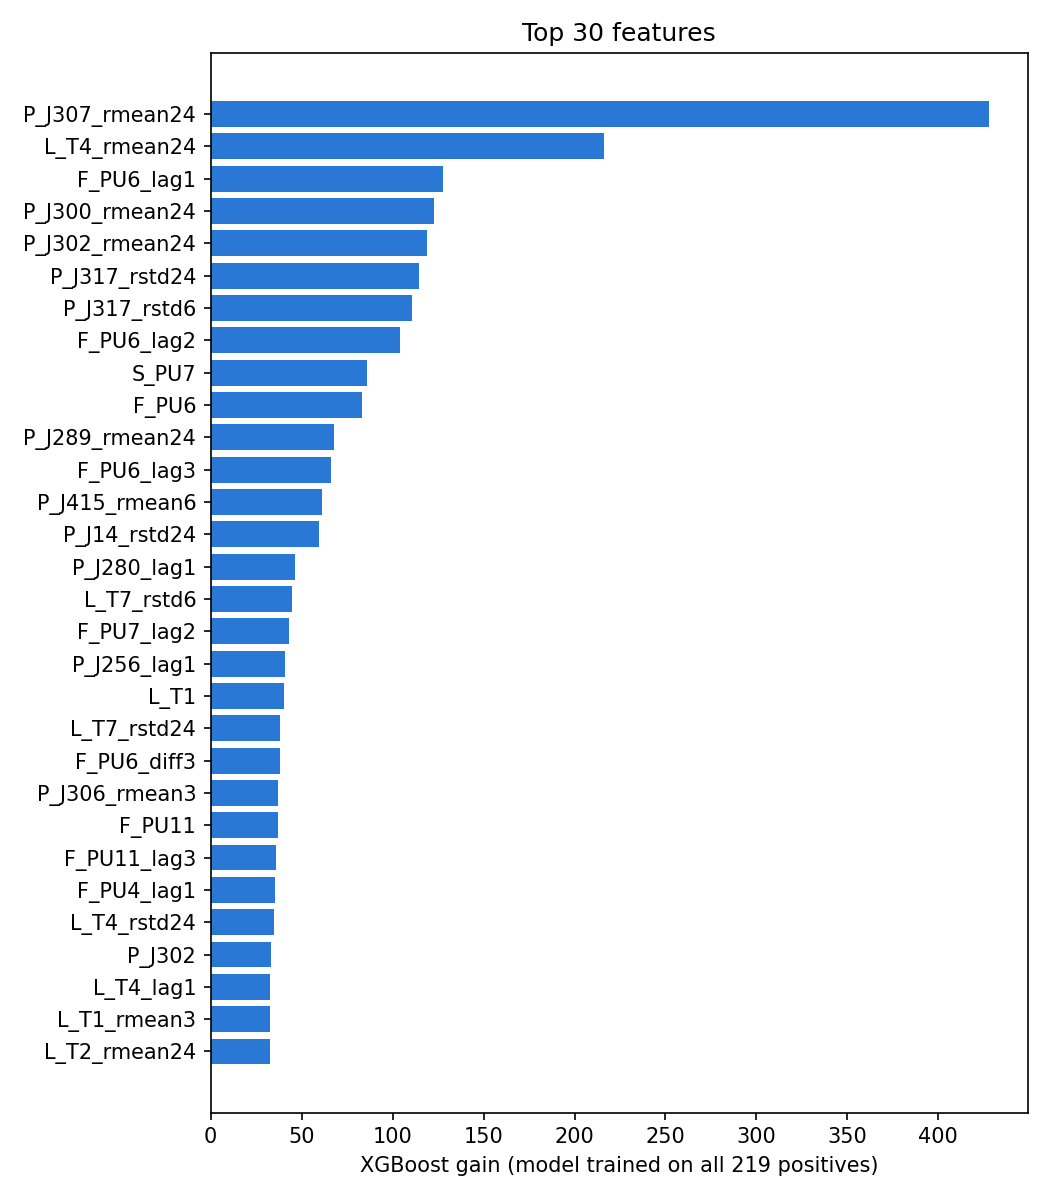 Top 30 features
P_J307_rmean24
L_T4_rmean24
F_PU6_lag1
P_J300_rmean24
P_J302_rmean24
P_J317_rstd24
P_J317_rstd6
F_PU6_lag2
S_PU7
F_PU6
P_J289_rmean24
F_PU6_lag3
P_J415_rmean6
P_J14_rstd24
P_J280_lag1
L_T7_rstd6
F_PU7_lag2
P_J256_lag1
L_T1
L_T7_rstd24
F_PU6_diff3
P_J306_rmean3
F_PU11
F_PU11_lag3
F_PU4_lag1
L_T4_rstd24
P_J302
L_T4_lag1
L_T1_rmean3
L_T2_rmean24
0 50 100 150 200 250 300 350 400
XGBoost gain (model trained on all 219 positives)